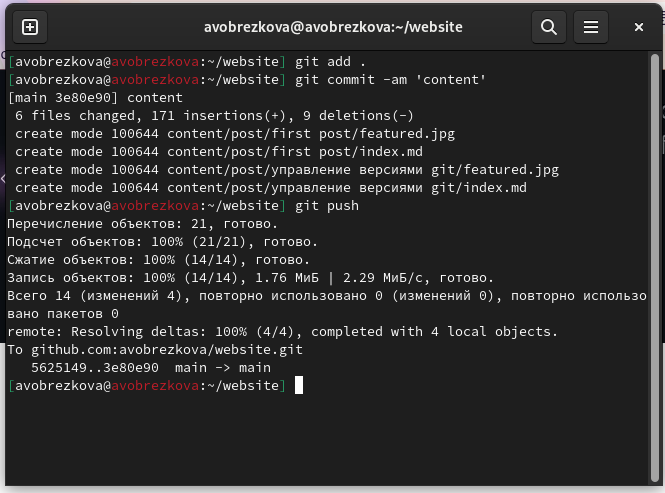 avobrezkova@avobrezkova:~/website
[avobrezkova@avobrezkova:~/website] git add .
[avobrezkova@avobrezkova:~/website] git commit -am 'content'
[main 3e80e90] content
 6 files changed, 171 insertions(+), 9 deletions(-)
 create mode 100644 content/post/first post/featured.jpg
 create mode 100644 content/post/first post/index.md
 create mode 100644 content/post/управление версиями git/featured.jpg
 create mode 100644 content/post/управление версиями git/index.md
[avobrezkova@avobrezkova:~/website] git push
Перечисление объектов: 21, готово.
Подсчет объектов: 100% (21/21), готово.
Сжатие объектов: 100% (14/14), готово.
Запись объектов: 100% (14/14), 1.76 МиБ | 2.29 МиБ/с, готово.
Всего 14 (изменений 4), повторно использовано 0 (изменений 0), повторно использо
вано пакетов 0
remote: Resolving deltas: 100% (4/4), completed with 4 local objects.
To github.com:avobrezkova/website.git
   5625149..3e80e90  main -> main
[avobrezkova@avobrezkova:~/website]